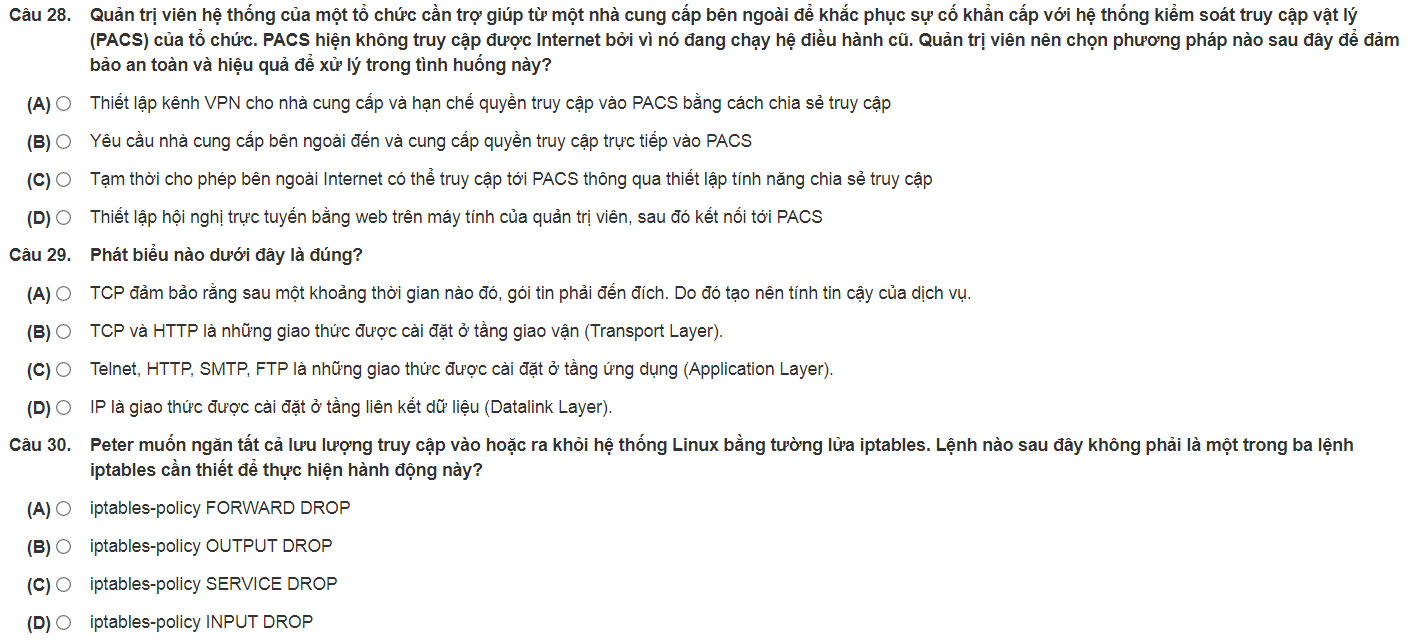 Câu 28. Quản trị viên hệ thống của một tổ chức cần trợ giúp từ một nhà cung cấp bên ngoài để khắc phục sự cố khẩn cấp với hệ thống kiểm soát truy cập vật lý
(PACS) của tổ chức. PACS hiện không truy cập được Internet bởi vì nó đang chạy hệ điều hành cũ. Quản trị viên nên chọn phương pháp nào sau đây để đảm
bảo an toàn và hiệu quả để xử lý trong tình huống này?
(A) Thiết lập kênh VPN cho nhà cung cấp và hạn chế quyền truy cập vào PACS bằng cách chia sẻ truy cập
(B) Yêu cầu nhà cung cấp bên ngoài đến và cung cấp quyền truy cập trực tiếp vào PACS
(C) Tạm thời cho phép bên ngoài Internet có thể truy cập tới PACS thông qua thiết lập tính năng chia sẻ truy cập
(D) Thiết lập hội nghị trực tuyến bằng web trên máy tính của quản trị viên, sau đó kết nối tới PACS
Câu 29. Phát biểu nào dưới đây là đúng?
(A) TCP đảm bảo rằng sau một khoảng thời gian nào đó, gói tin phải đến đích. Do đó tạo nên tính tin cậy của dịch vụ.
(B) TCP và HTTP là những giao thức được cài đặt ở tầng giao vận (Transport Layer).
(C) Telnet, HTTP, SMTP, FTP là những giao thức được cài đặt ở tầng ứng dụng (Application Layer).
(D) IP là giao thức được cài đặt ở tầng liên kết dữ liệu (Datalink Layer).
Câu 30. Peter muốn ngăn tất cả lưu lượng truy cập vào hoặc ra khỏi hệ thống Linux bằng tường lửa iptables. Lệnh nào sau đây không phải là một trong ba lệnh
iptables cần thiết để thực hiện hành động này?
(A) iptables-policy FORWARD DROP
(B) iptables-policy OUTPUT DROP
(C) iptables-policy SERVICE DROP
(D) iptables-policy INPUT DROP